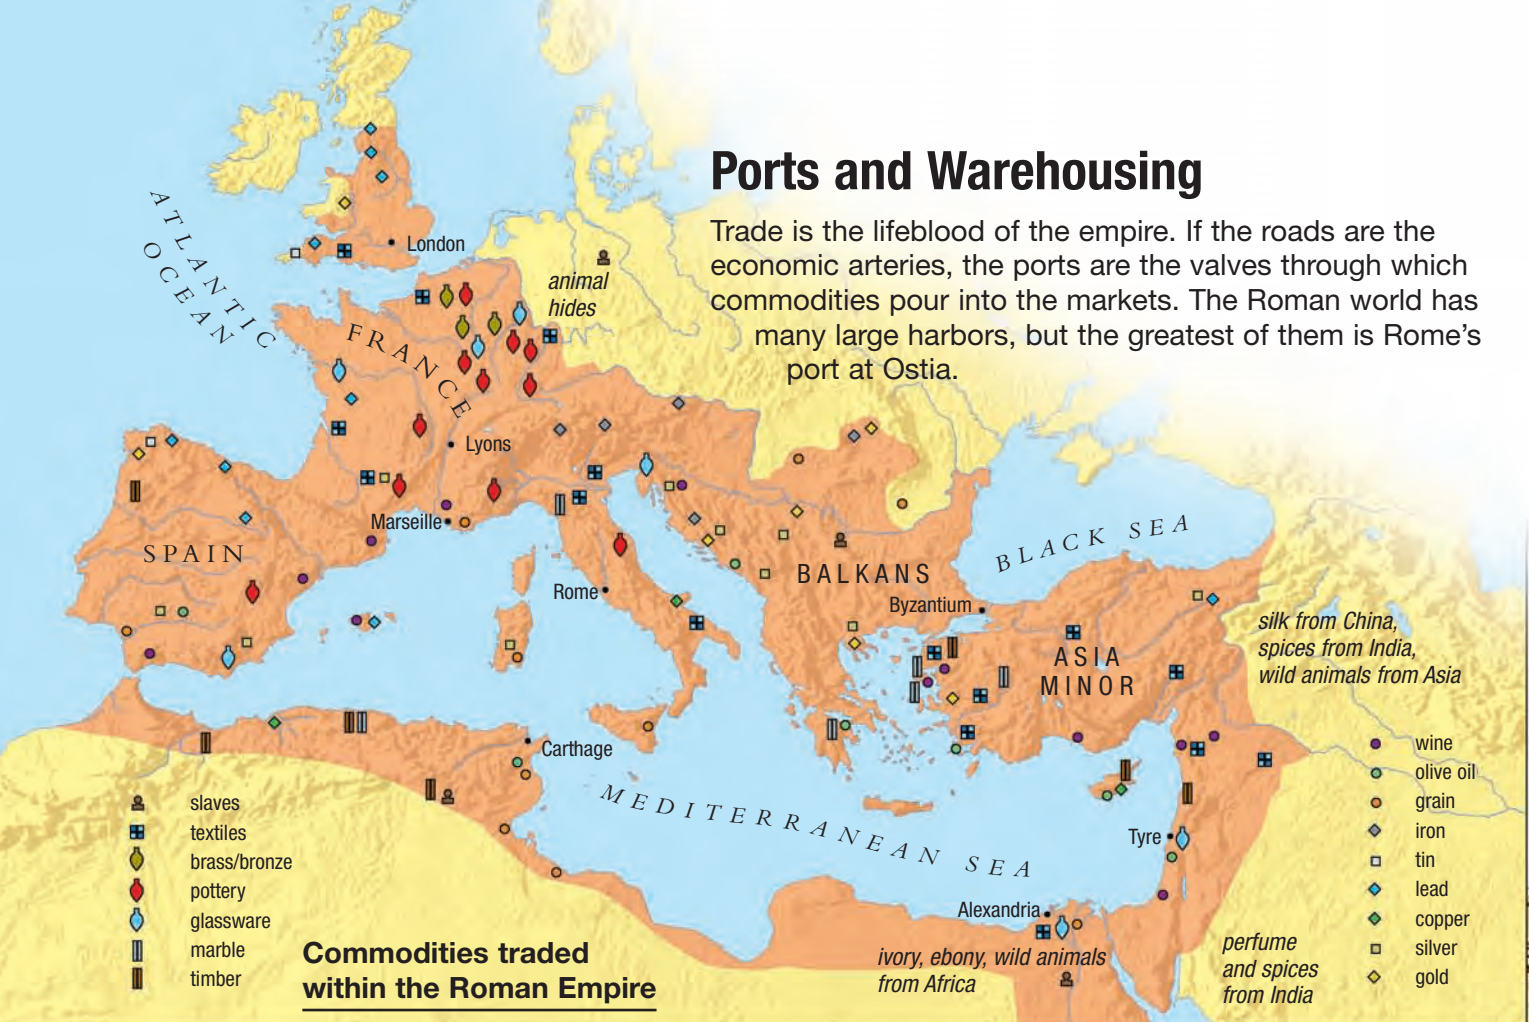 Ports and Warehousing
Trade is the lifeblood of the empire. If the roads are the
economic arteries, the ports are the valves through which
commodities pour into the markets. The Roman world has
many large harbors, but the greatest of them is Rome’s
port at Ostia.
ATLANTIC
OCEAN
London
animal
hides
FRANCE
Lyons
Marseille
SPAIN
Rome
BALKANS
BLACK SEA
Byzantium
ASIA
MINOR
silk from China,
spices from India,
wild animals from Asia
Carthage
MEDITERRANEAN SEA
Tyre
Alexandria
ivory, ebony, wild animals
from Africa
perfume
and spices
from India
slaves
textiles
brass/bronze
pottery
glassware
marble
timber
Commodities traded
within the Roman Empire
wine
olive oil
grain
iron
tin
lead
copper
silver
gold